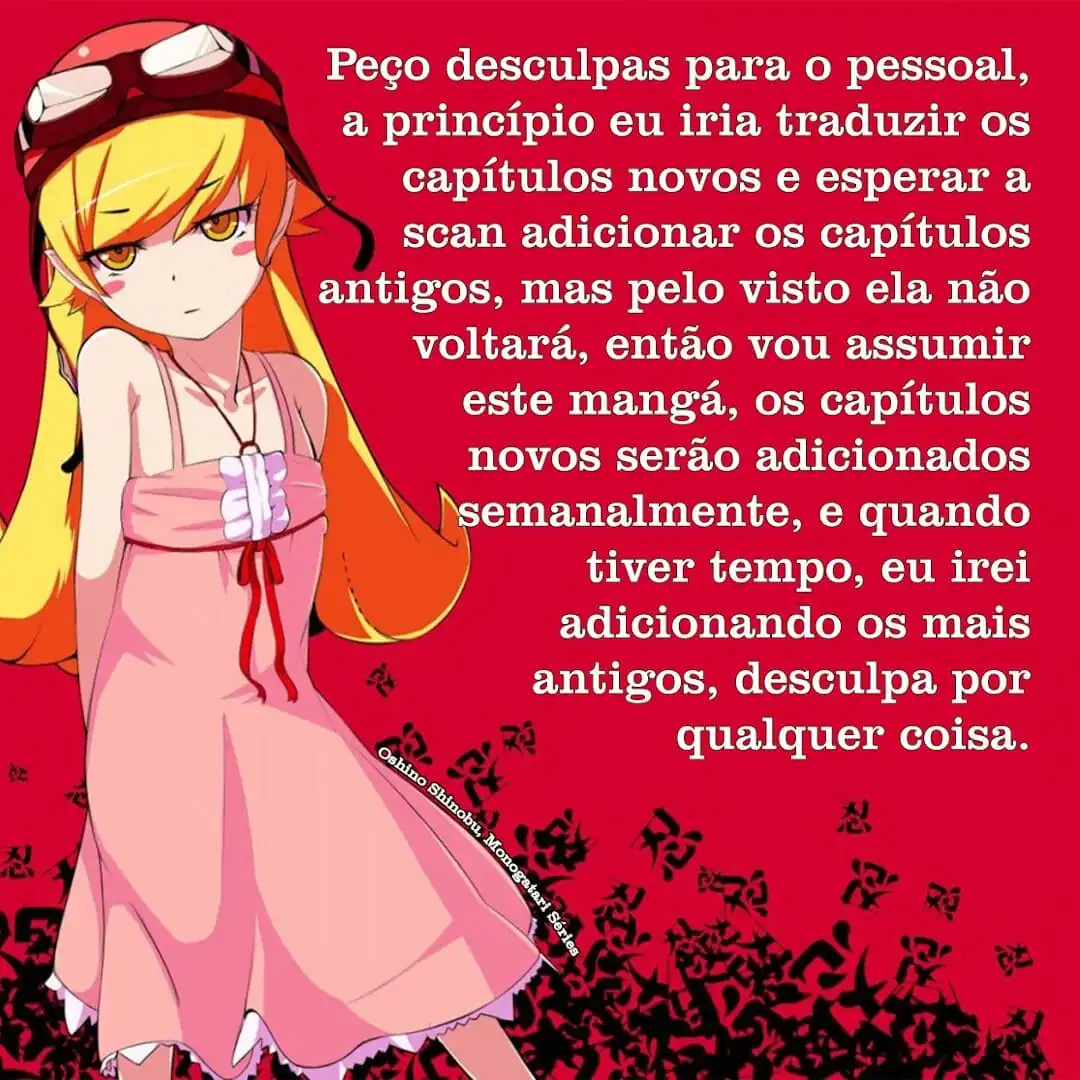 Peço desculpas para o pessoal,
a princípio eu iria traduzir os
capítulos novos e esperar a
scan adicionar os capítulos
antigos, mas pelo visto ela não
voltará, então vou assumir
este mangá, os capítulos
novos serão adicionados
semanalmente, e quando
tiver tempo, eu irei
adicionando os mais
antigos, desculpa por
qualquer coisa.
Oshino Shinobu, Monogatari Séries
忍